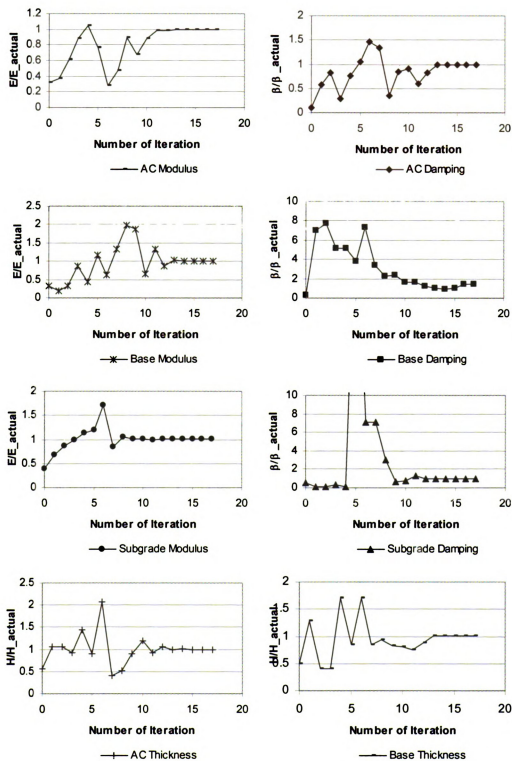 1.2
1
0.8
0.6
0.4
0.2
0
E/E_actual
0 5 10 15 20
Number of Iteration
AC Modulus
2
1.5
1
0.5
0
β/β_actual
0 5 10 15 20
Number of Iteration
AC Damping
2.5
2
1.5
1
0.5
0
E/E_actual
0 5 10 15 20
Number of Iteration
Base Modulus
10
8
6
4
2
0
β/β_actual
0 5 10 15 20
Number of Iteration
Base Damping
2
1.5
1
0.5
0
E/E_actual
0 5 10 15 20
Number of Iteration
Subgrade Modulus
10
8
6
4
2
0
β/β_actual
0 5 10 15 20
Number of Iteration
Subgrade Damping
2.5
2
1.5
1
0.5
0
H/H_actual
0 5 10 15 20
Number of Iteration
AC Thickness
2
1.5
1
0.5
0
H/H_actual
0 5 10 15 20
Number of Iteration
Base Thickness